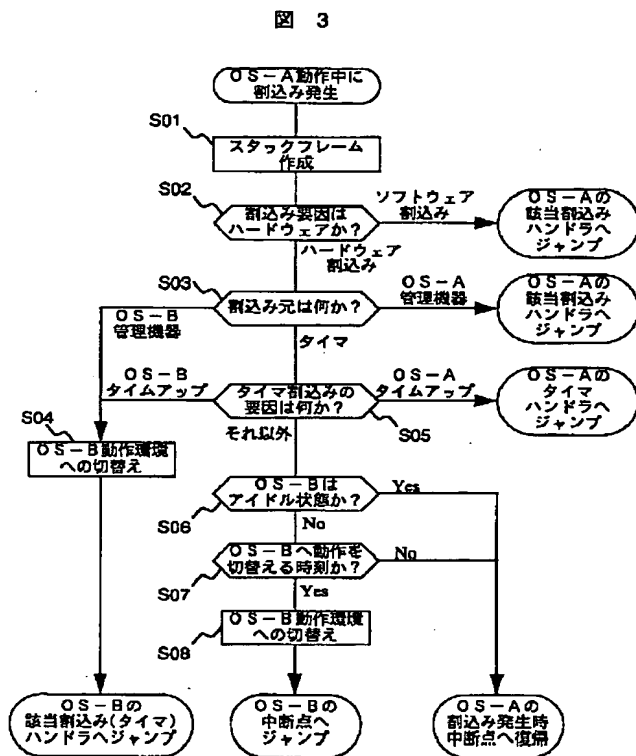 図 3
OS-A動作中に
割込み発生
S01
スタックフレーム
作成
S02
割込み要因は
ハードウェアか?
ソフトウェア
割込み
OS-Aの
該当割込み
ハンドラへ
ジャンプ
ハードウェア
割込み
S03
割込み元は何か?
OS-A
管理機器
OS-Aの
該当割込み
ハンドラへ
ジャンプ
OS-B
管理機器
タイマ
OS-B
タイムアップ
タイマ割込みの
要因は何か?
OS-A
タイムアップ
OS-Aの
タイマ
ハンドラへ
ジャンプ
S04
S05
それ以外
OS-B動作環境
への切替え
OS-Bは
アイドル状態か?
Yes
S06
No
OS-Bへ動作を
切替える時刻か?
No
S07
Yes
OS-B動作環境
への切替え
S08
OS-Bの
該当割込み(タイマ)
ハンドラへジャンプ
OS-Bの
中断点へ
ジャンプ
OS-Aの
割込み発生時
中断点へ復帰